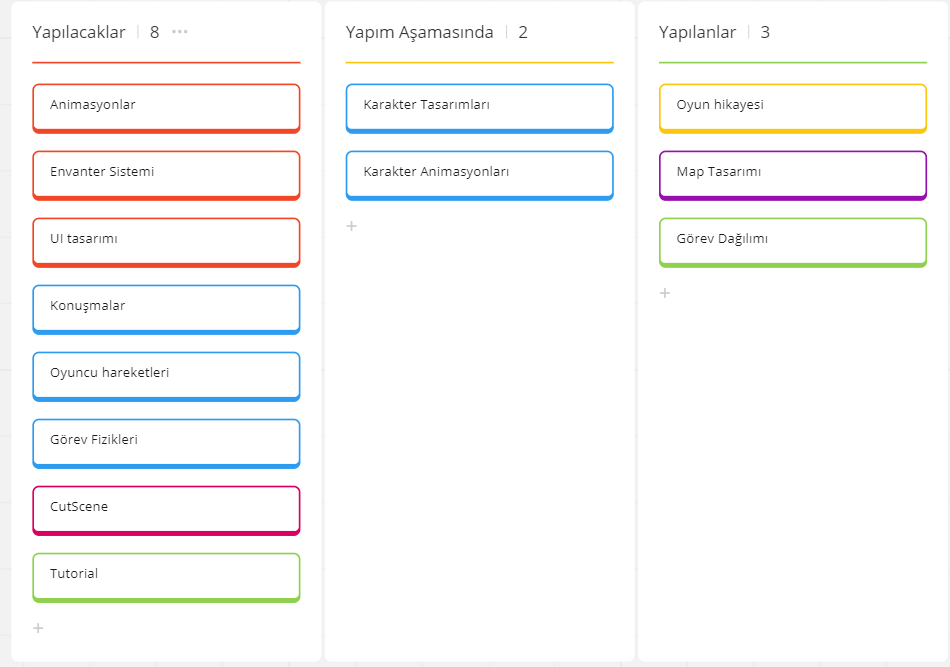 Yapılacaklar 8
Animasyonlar
Envanter Sistemi
UI tasarımı
Konuşmalar
Oyuncu hareketleri
Görev Fizikleri
CutScene
Tutorial
Yapım Aşamasında 2
Karakter Tasarımları
Karakter Animasyonları
Yapılanlar 3
Oyun hikayesi
Map Tasarımı
Görev Dağılımı